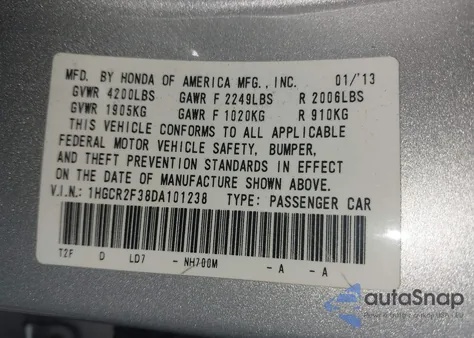 MFD. BY HONDA OF AMERICA MFG., INC. 01/'13
GVWR 4200LBS GAWR F 2249LBS R 2006LBS
GVWR 1905KG GAWR F 1020KG R 910KG
THIS VEHICLE CONFORMS TO ALL APPLICABLE
FEDERAL MOTOR VEHICLE SAFETY, BUMPER,
AND THEFT PREVENTION STANDARDS IN EFFECT
ON THE DATE OF MANUFACTURE SHOWN ABOVE.
V.I.N.: 1HGCR2F38DA101238 TYPE: PASSENGER CAR
T2F D LD7 - NH700M - A - A
autoSnap